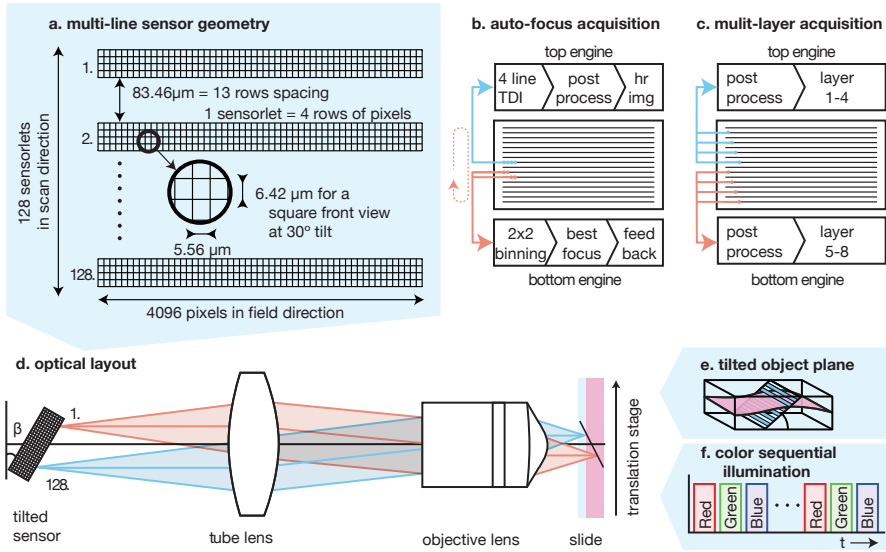 a. multi-line sensor geometry
1.
83.46µm = 13 rows spacing
1 sensorlet = 4 rows of pixels
2.
128 sensorlets
in scan direction
6.42 µm for a
square front view
at 30º tilt
5.56 µm
128.
4096 pixels in field direction
b. auto-focus acquisition
top engine
4 line
TDI
post
process
hr
img
2x2
binning
best
focus
feed
back
bottom engine
c. mulit-layer acquisition
top engine
post
process
layer
1-4
post
process
layer
5-8
bottom engine
d. optical layout
β
1.
128.
tilted
sensor
tube lens
objective lens
slide
translation stage
e. tilted object plane
f. color sequential
illumination
Red
Green
Blue
Red
Green
Blue
t